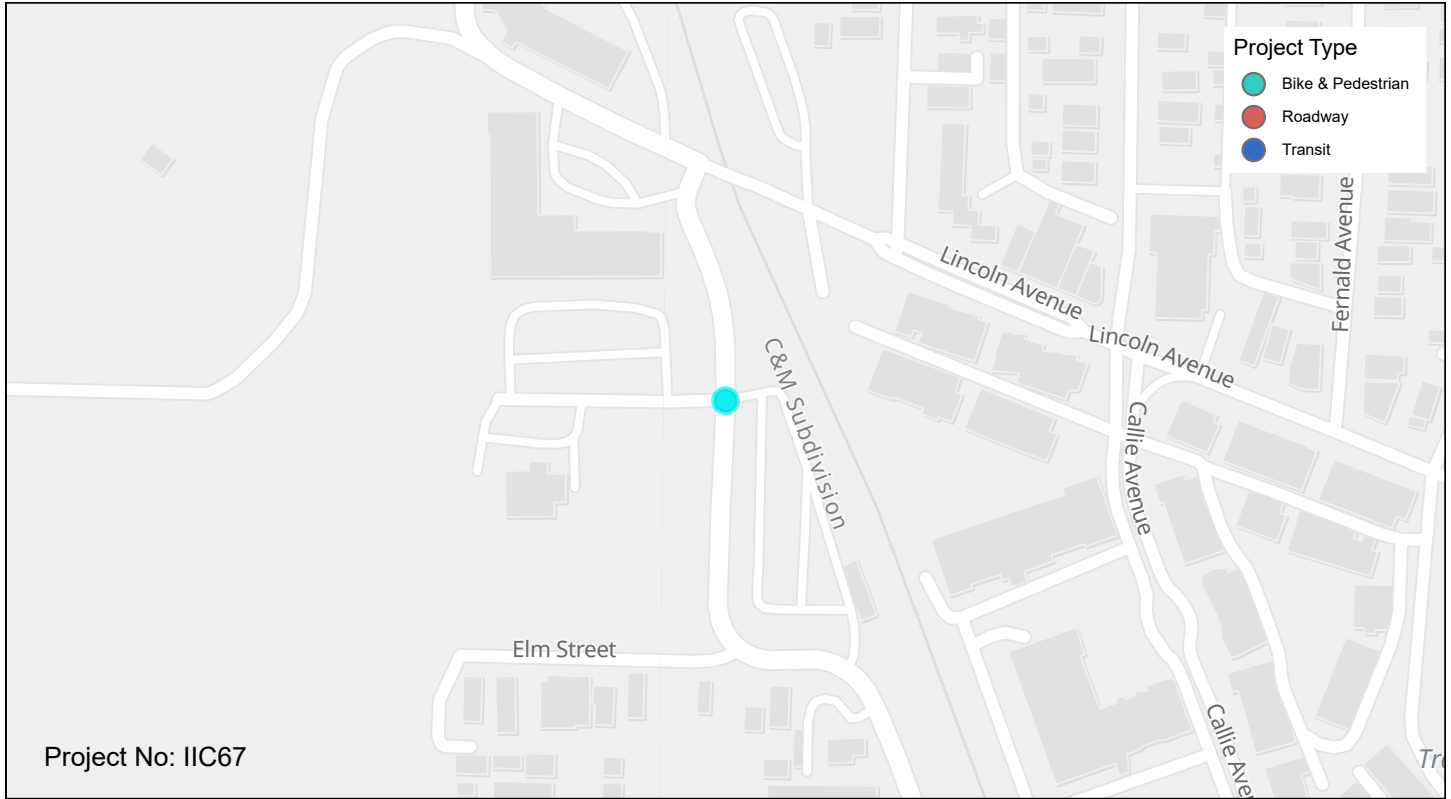 Project Type
Bike & Pedestrian
Roadway
Transit
Fernald Avenue
Lincoln Avenue
Lincoln Avenue
C&M Subdivision
Callie Avenue
Elm Street
Callie Aven
Project No: IIC67